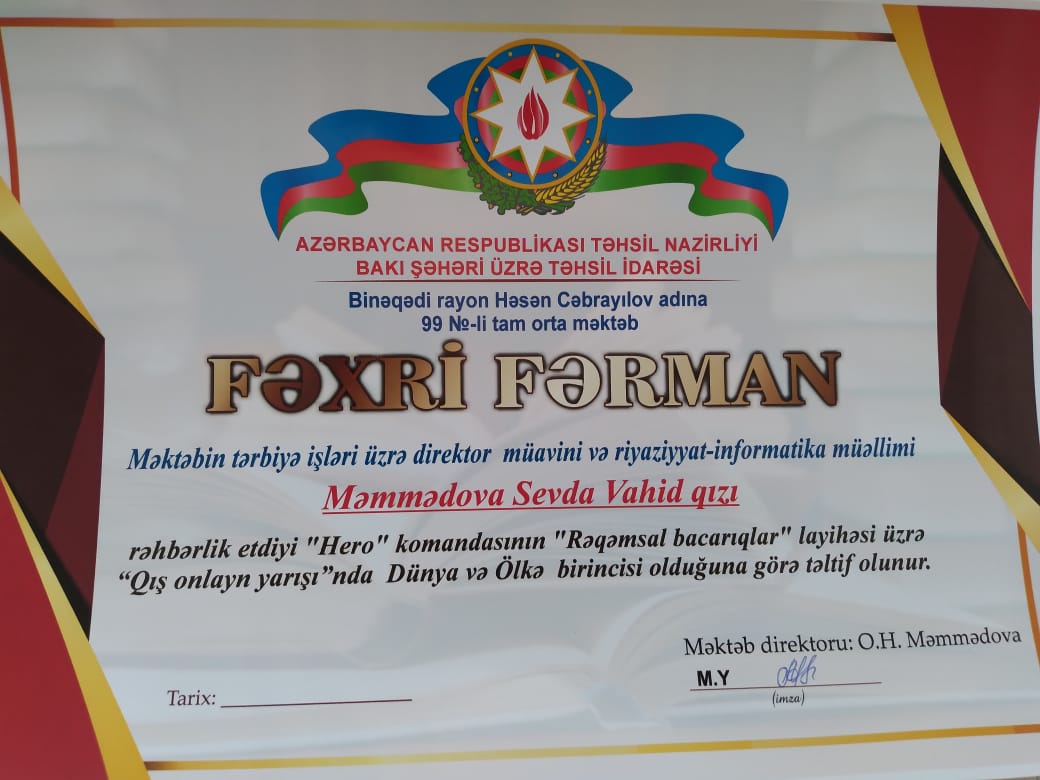 AZƏRBAYCAN RESPUBLİKASI TƏHSİL NAZİRLİYİ
BAKI ŞƏHƏRİ ÜZRƏ TƏHSİL İDARƏSİ
Binəqədi rayon Həsən Cəbrayılov adına
99 №-li tam orta məktəb
FƏXRİ FƏRMAN
Məktəbin tərbiyə işləri üzrə direktor müavini və riyaziyyat-informatika müəllimi
Məmmədova Sevda Vahid qızı
rəhbərlik etdiyi "Hero" komandasının "Rəqəmsal bacarıqlar" layihəsi üzrə
“Qış onlayn yarışı”nda Dünya və Ölkə birincisi olduğuna görə təltif olunur.
Məktəb direktoru: O.H. Məmmədova
M.Y
Tarix:
(imza)